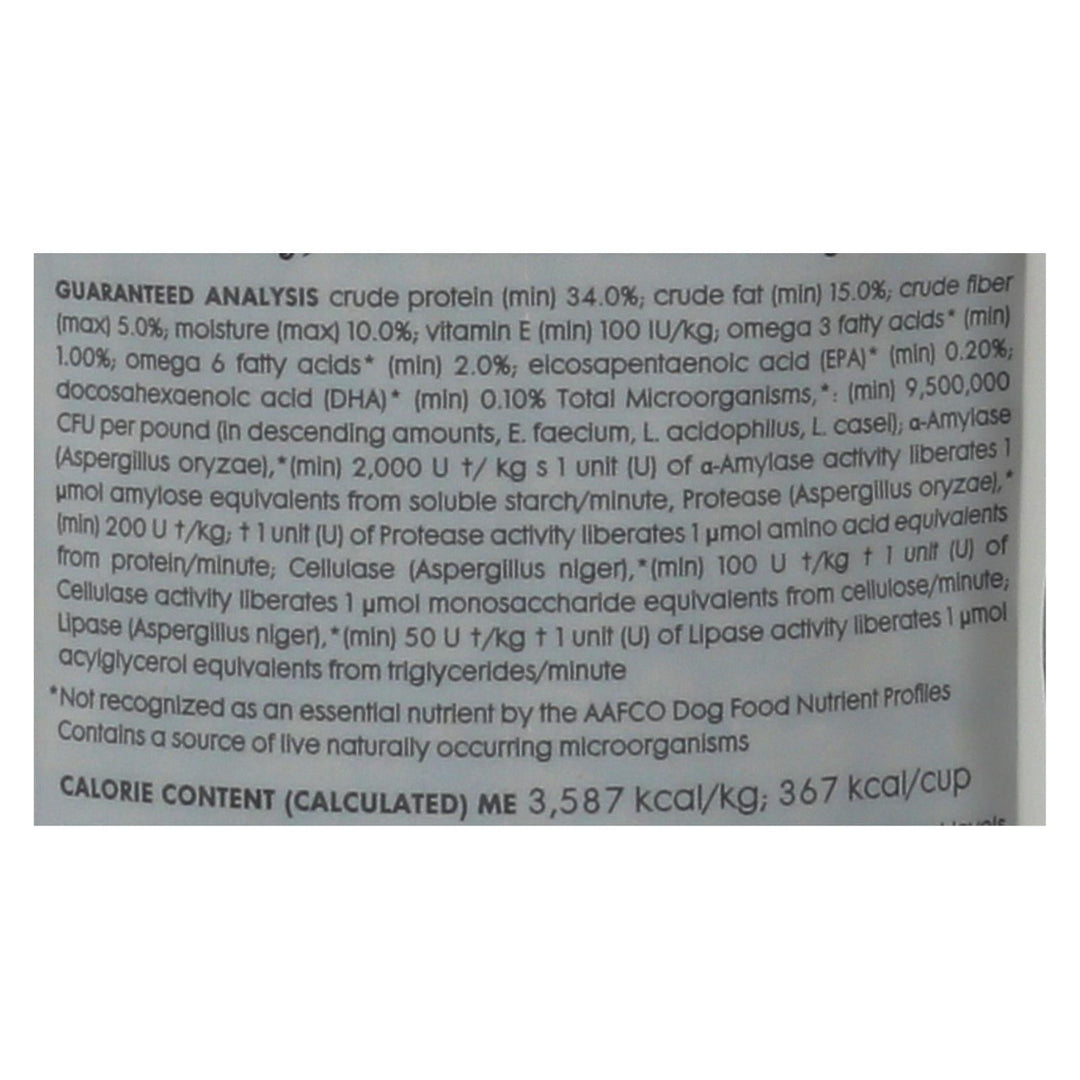 GUARANTEED ANALYSIS crude protein (min) 34.0%; crude fat (min) 15.0%; crude fiber
(max) 5.0%; moisture (max) 10.0%; vitamin E (min) 100 IU/kg; omega 3 fatty acids* (min)
1.00%; omega 6 fatty acids* (min) 2.0%; eicosapentaenoic acid (EPA)* (min) 0.20%;
docosahexaenoic acid (DHA)* (min) 0.10% Total Microorganisms,*: (min) 9,500,000
CFU per pound (in descending amounts, E. faecium, L. acidophilus, L. casei); α-Amylase
(Aspergillus oryzae),*(min) 2,000 U †/ kg s 1 unit (U) of α-Amylase activity liberates 1
µmol amylose equivalents from soluble starch/minute, Protease (Aspergillus oryzae),*
(min) 200 U †/kg; † 1 unit (U) of Protease activity liberates 1 µmol amino acid equivalents
from protein/minute; Cellulase (Aspergillus niger),*(min) 100 U †/kg † 1 unit (U) of
Cellulase activity liberates 1 µmol monosaccharide equivalents from cellulose/minute;
Lipase (Aspergillus niger),*(min) 50 U †/kg † 1 unit (U) of Lipase activity liberates 1 µmol
acylglycerol equivalents from triglycerides/minute
*Not recognized as an essential nutrient by the AAFCO Dog Food Nutrient Profiles
Contains a source of live naturally occurring microorganisms
CALORIE CONTENT (CALCULATED) ME 3,587 kcal/kg; 367 kcal/cup